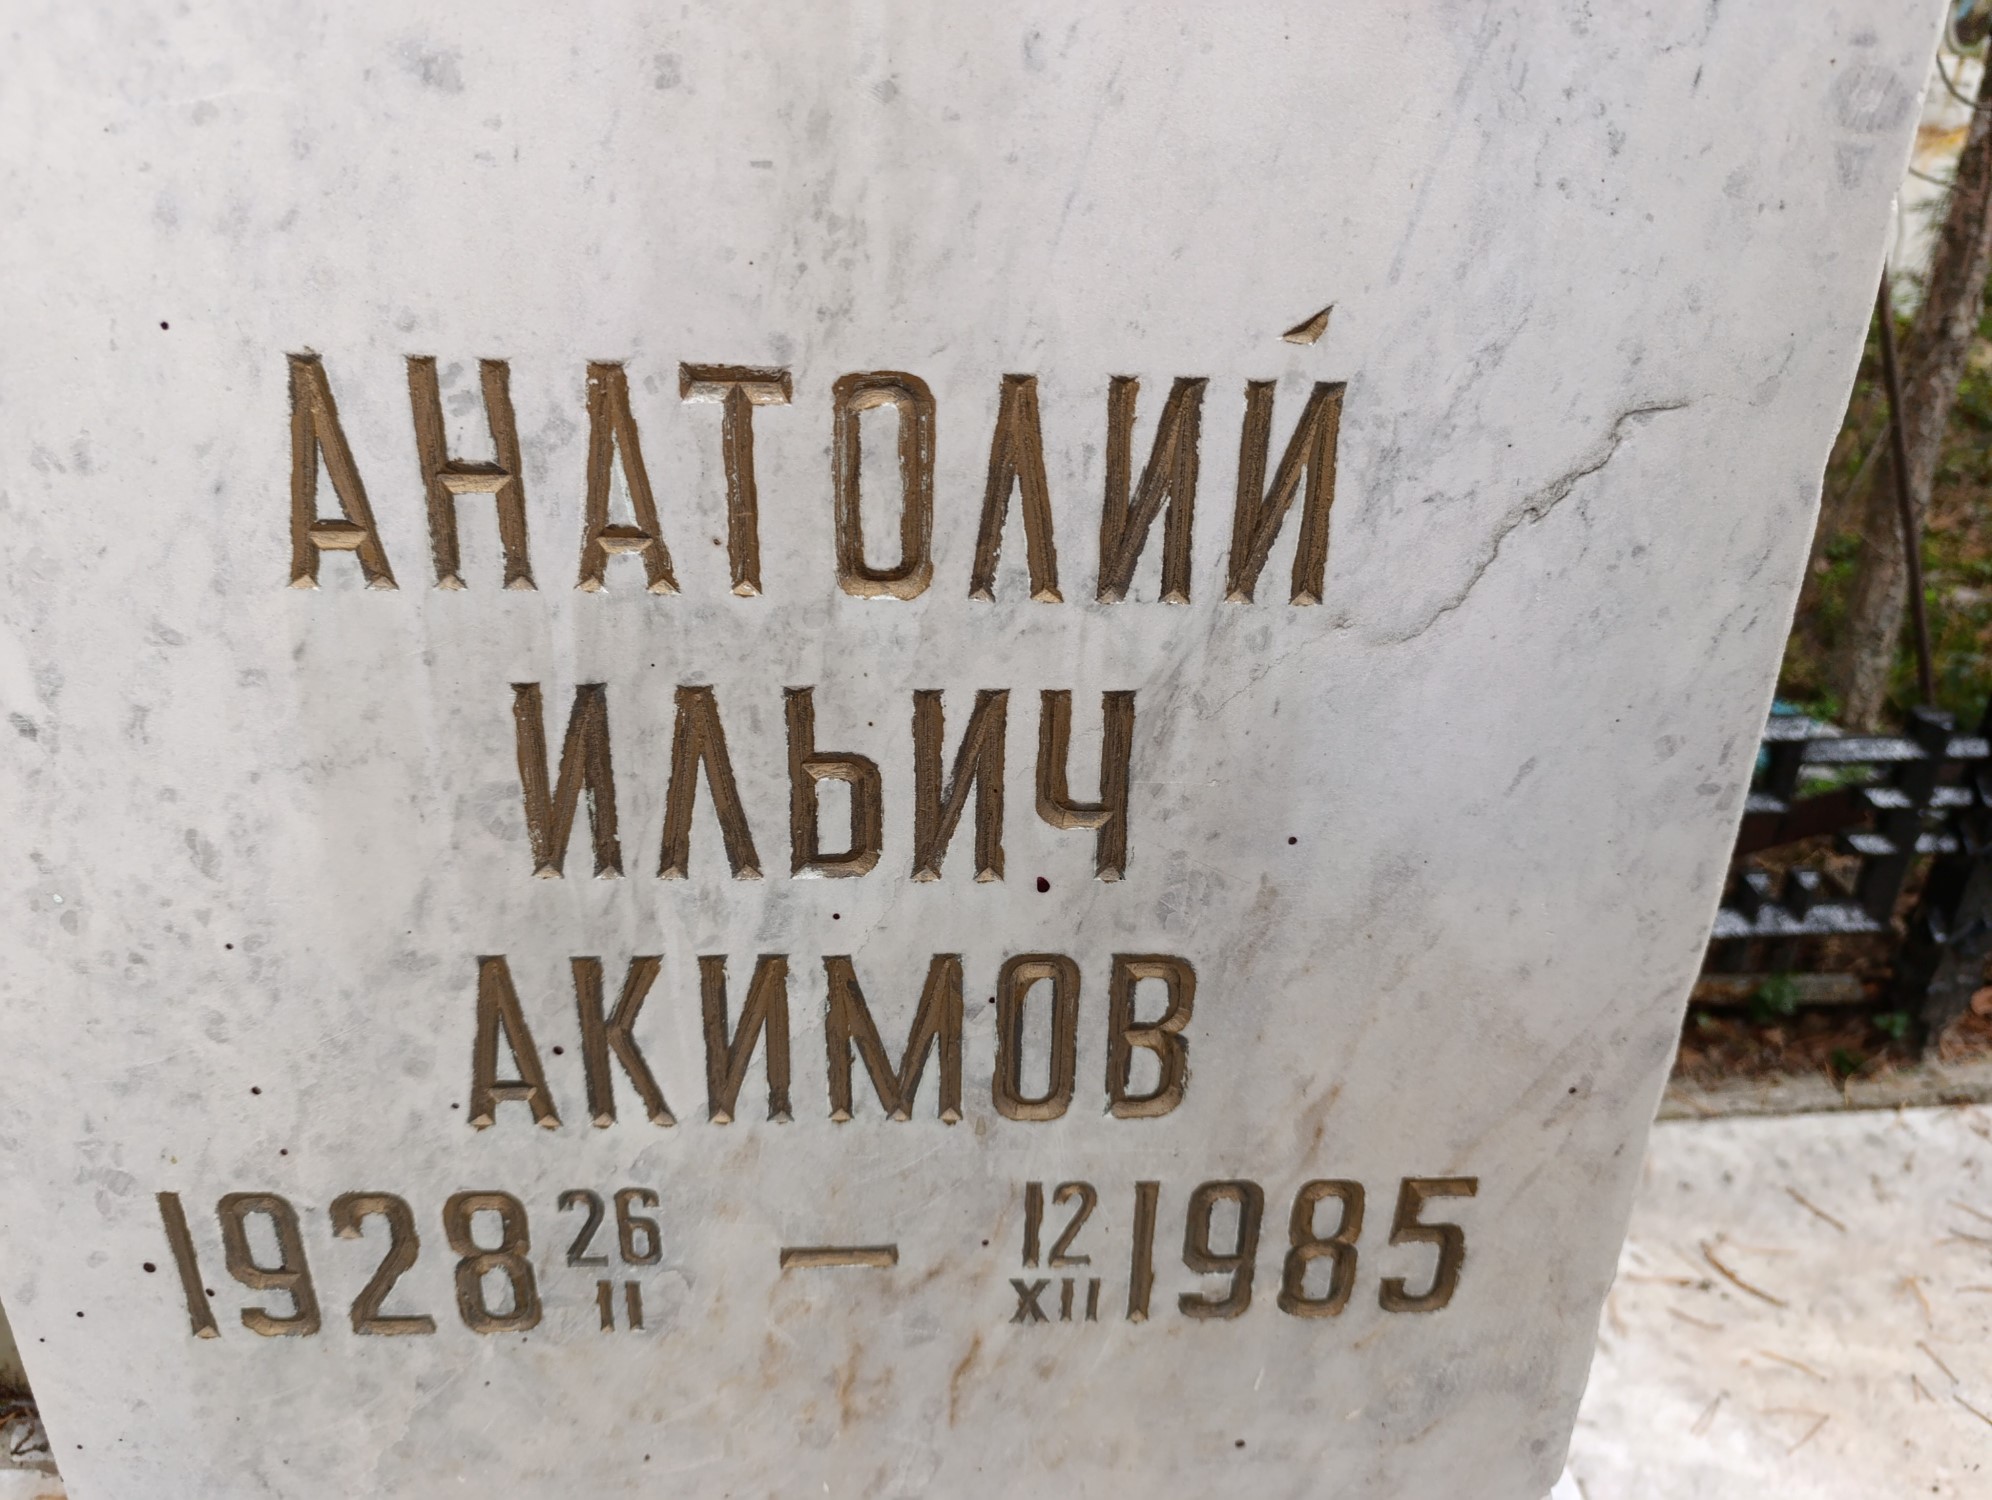 АНАТОЛИЙ
ИЛЬИЧ
АКИМОВ
1928 26/II — 12/XII 1985